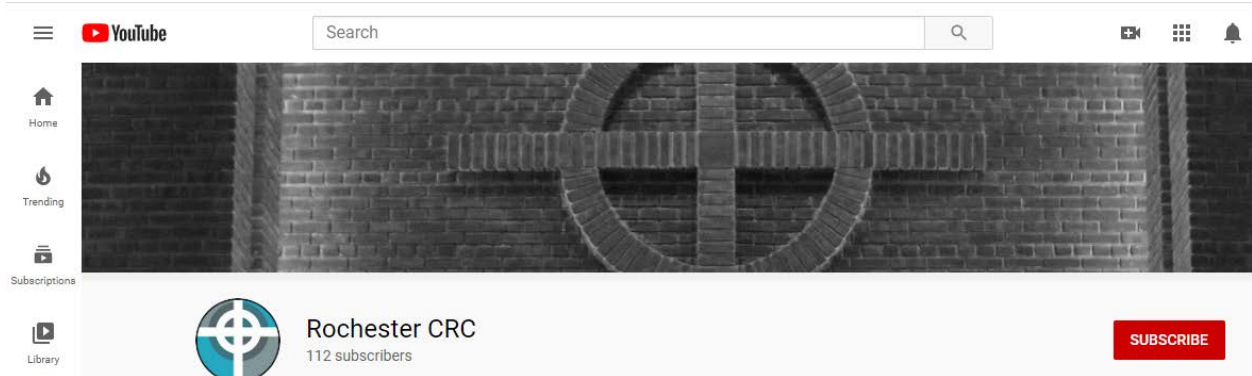 YouTube
Search
Home
Trending
Subscriptions
Library
Rochester CRC
112 subscribers
SUBSCRIBE